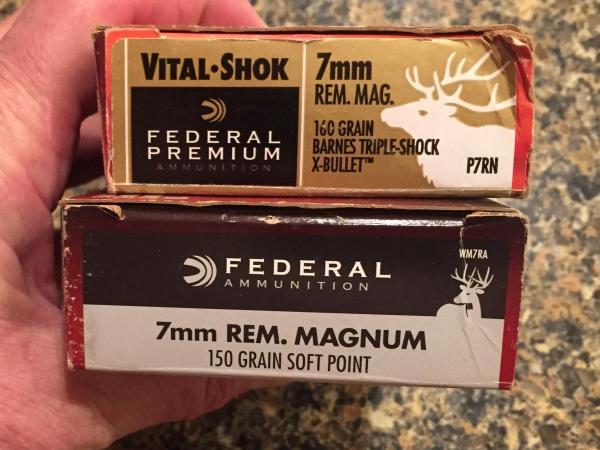 VITAL•SHOK
FEDERAL
PREMIUM
AMMUNITION
7mm
REM. MAG.
160 GRAIN
BARNES TRIPLE-SHOCK
X-BULLET™
P7RN
FEDERAL
AMMUNITION
WM7RA
7mm REM. MAGNUM
150 GRAIN SOFT POINT